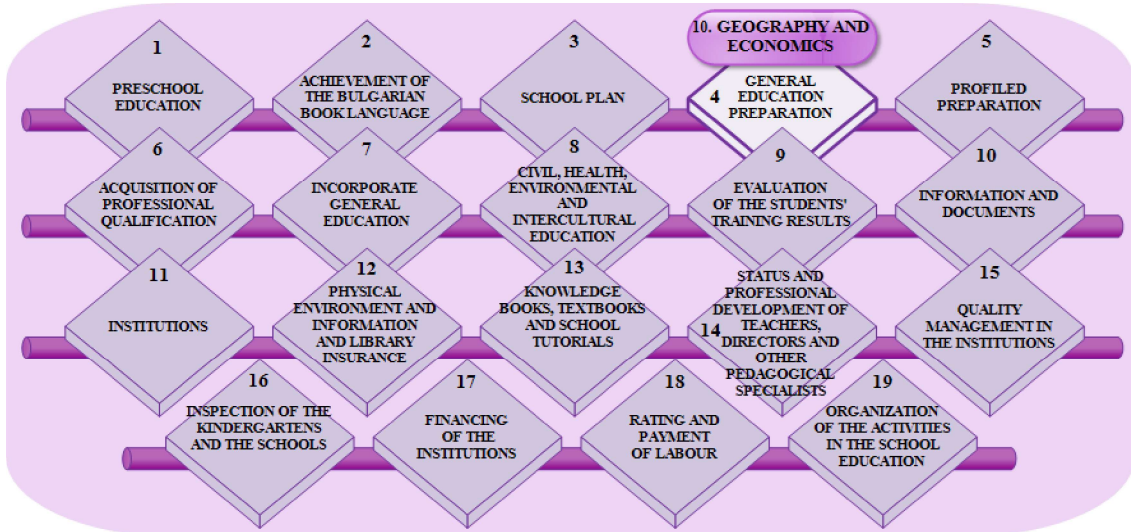 10. GEOGRAPHY AND
ECONOMICS
1
PRESCHOOL
EDUCATION
2
ACHIEVEMENT OF
THE BULGARIAN
BOOK LANGUAGE
3
SCHOOL PLAN
4
GENERAL
EDUCATION
PREPARATION
5
PROFILED
PREPARATION
6
ACQUISITION OF
PROFESSIONAL
QUALIFICATION
7
INCORPORATE
GENERAL
EDUCATION
8
CIVIL, HEALTH,
ENVIRONMENTAL
AND
INTERCULTURAL
EDUCATION
9
EVALUATION
OF THE STUDENTS'
TRAINING RESULTS
10
INFORMATION AND
DOCUMENTS
11
INSTITUTIONS
12
PHYSICAL
ENVIRONMENT AND
INFORMATION
AND LIBRARY
INSURANCE
13
KNOWLEDGE
BOOKS, TEXTBOOKS
AND SCHOOL
TUTORIALS
14
STATUS AND
PROFESSIONAL
DEVELOPMENT OF
TEACHERS,
DIRECTORS AND
OTHER
PEDAGOGICAL
SPECIALISTS
15
QUALITY
MANAGEMENT IN
THE INSTITUTIONS
16
INSPECTION OF THE
KINDERGARTENS
AND THE SCHOOLS
17
FINANCING
OF THE
INSTITUTIONS
18
RATING AND
PAYMENT
OF LABOUR
19
ORGANIZATION
OF THE ACTIVITIES
IN THE SCHOOL
EDUCATION